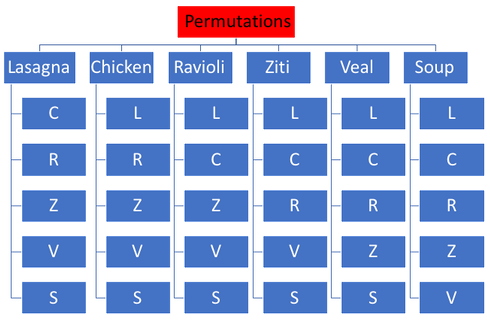 Permutations
Lasagna Chicken Ravioli Ziti Veal Soup
C L L L L L
R R C C C C
Z Z Z R R R
V V V V Z Z
S S S S S V